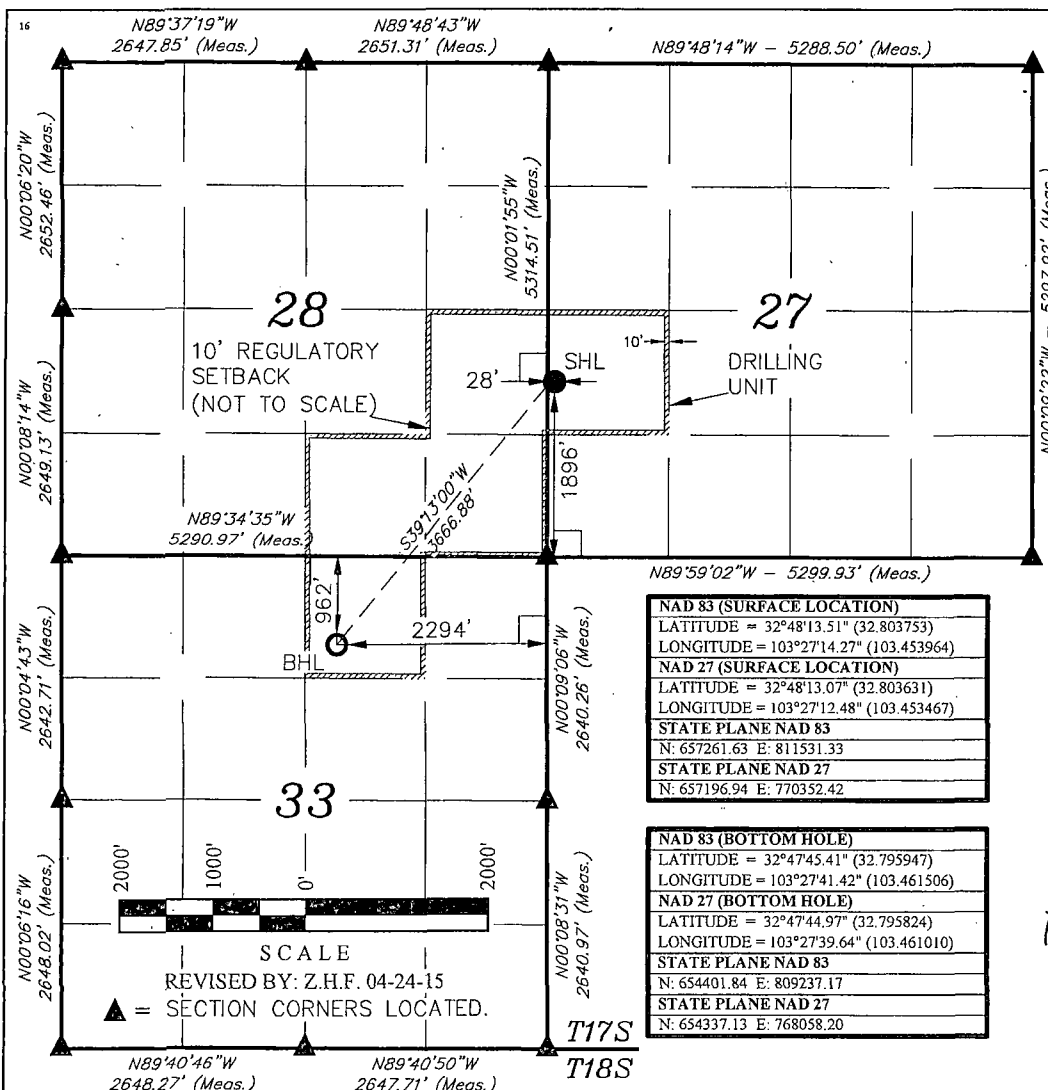 16
N89°37'19"W
2647.85' (Meas.)
N89°48'43"W
2651.31' (Meas.)
N89°48'14"W – 5288.50' (Meas.)
N00°06'20"W
2652.46' (Meas.)
N00°01'55"W
5314.51' (Meas.)
28
27
10' REGULATORY
SETBACK
(NOT TO SCALE)
10'
SHL
28'
DRILLING
UNIT
N00°08'14"W
2649.13' (Meas.)
1896'
S39°13'00"W
3666.88'
N89°34'35"W
5290.97' (Meas.)
N89°59'02"W – 5299.93' (Meas.)
962'
2294'
BHL
N00°04'43"W
2642.71' (Meas.)
N00°09'06"W
2640.26' (Meas.)
33
NAD 83 (SURFACE LOCATION)
LATITUDE = 32°48'13.51" (32.803753)
LONGITUDE = 103°27'14.27" (103.453964)
NAD 27 (SURFACE LOCATION)
LATITUDE = 32°48'13.07" (32.803631)
LONGITUDE = 103°27'12.48" (103.453467)
STATE PLANE NAD 83
N: 657261.63 E: 811531.33
STATE PLANE NAD 27
N: 657196.94 E: 770352.42
NAD 83 (BOTTOM HOLE)
LATITUDE = 32°47'45.41" (32.795947)
LONGITUDE = 103°27'41.42" (103.461506)
NAD 27 (BOTTOM HOLE)
LATITUDE = 32°47'44.97" (32.795824)
LONGITUDE = 103°27'39.64" (103.461010)
STATE PLANE NAD 83
N: 654401.84 E: 809237.17
STATE PLANE NAD 27
N: 654337.13 E: 768058.20
2000'
1000'
0'
2000'
SCALE
REVISED BY: Z.H.F. 04-24-15
▲ = SECTION CORNERS LOCATED.
N00°06'16"W
2648.02' (Meas.)
N00°08'31"W
2640.97' (Meas.)
T17S
T18S
N89°40'46"W
2648.27' (Meas.)
N89°40'50"W
2647.71' (Meas.)